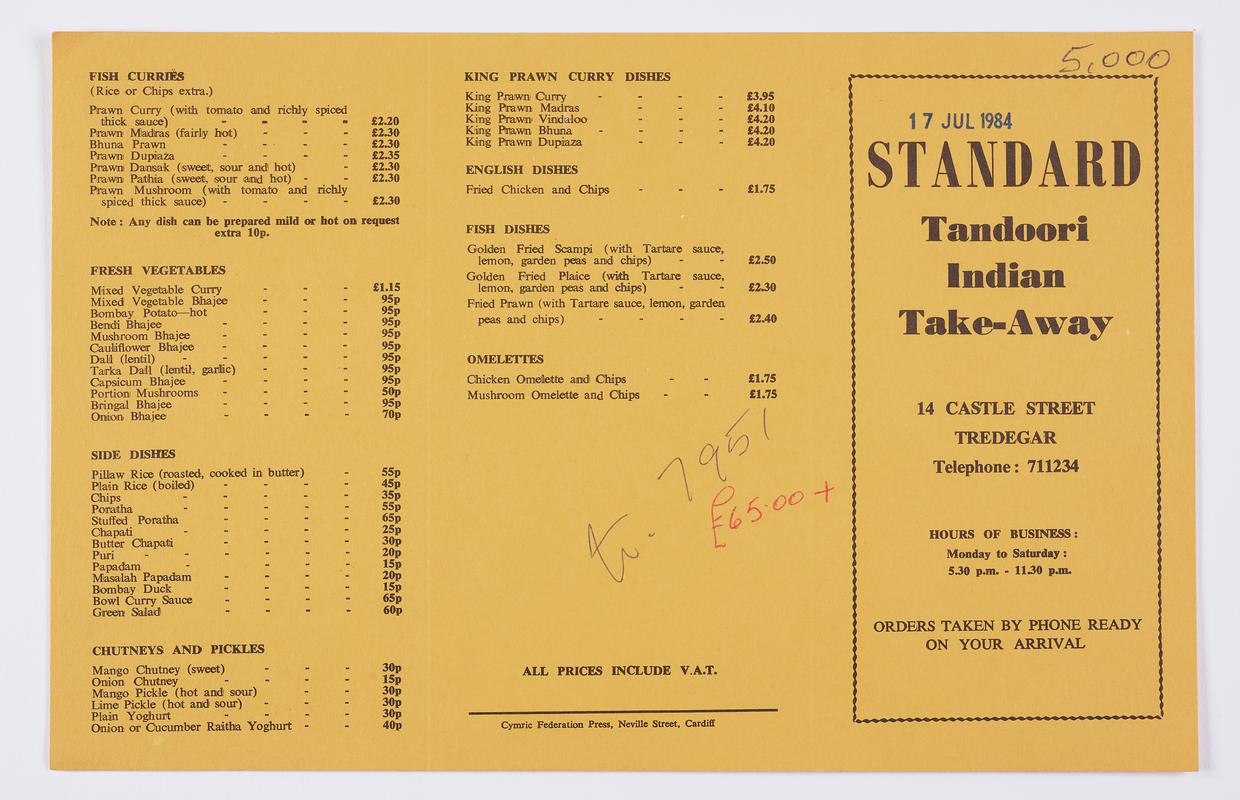 FISH CURRIES
(Rice or Chips extra.)
Prawn Curry (with tomato and richly spiced
thick sauce) - - - - £2.20
Prawn Madras (fairly hot) - - - £2.30
Bhuna Prawn - - - - £2.30
Prawn Dupiaza - - - - £2.35
Prawn Dansak (sweet, sour and hot) - - £2.30
Prawn Pathia (sweet, sour and hot) - - £2.30
Prawn Mushroom (with tomato and richly
spiced thick sauce) - - - - £2.30
Note: Any dish can be prepared mild or hot on request
extra 10p.
FRESH VEGETABLES
Mixed Vegetable Curry - - - £1.15
Mixed Vegetable Bhajee - - - 95p
Bombay Potato—hot - - - 95p
Bendi Bhajee - - - - 95p
Mushroom Bhajee - - - - 95p
Cauliflower Bhajee - - - - 95p
Dall (lentil) - - - - - 95p
Tarka Dall (lentil, garlic) - - - 95p
Capsicum Bhajee - - - - 95p
Portion Mushrooms - - - - 50p
Bringal Bhajee - - - - 95p
Onion Bhajee - - - - 70p
SIDE DISHES
Pillaw Rice (roasted, cooked in butter) - 55p
Plain Rice (boiled) - - - - 45p
Chips - - - - - 35p
Poratha - - - - - 55p
Stuffed Poratha - - - - 65p
Chapati - - - - - 25p
Butter Chapati - - - - 30p
Puri - - - - - - 20p
Papadam - - - - - 15p
Masalah Papadam - - - - 20p
Bombay Duck - - - - 15p
Bowl Curry Sauce - - - - 65p
Green Salad - - - - 60p
CHUTNEYS AND PICKLES
Mango Chutney (sweet) - - - 30p
Onion Chutney - - - - 15p
Mango Pickle (hot and sour) - - 30p
Lime Pickle (hot and sour) - - - 30p
Plain Yoghurt - - - - 30p
Onion or Cucumber Raitha Yoghurt - - 40p
KING PRAWN CURRY DISHES
King Prawn Curry - - - - £3.95
King Prawn Madras - - - £4.10
King Prawn Vindaloo - - - £4.20
King Prawn Bhuna - - - - £4.20
King Prawn Dupiaza - - - £4.20
ENGLISH DISHES
Fried Chicken and Chips - - - £1.75
FISH DISHES
Golden Fried Scampi (with Tartare sauce,
lemon, garden peas and chips) - - £2.50
Golden Fried Plaice (with Tartare sauce,
lemon, garden peas and chips) - - £2.30
Fried Prawn (with Tartare sauce, lemon, garden
peas and chips) - - - - £2.40
OMELETTES
Chicken Omelette and Chips - - £1.75
Mushroom Omelette and Chips - - £1.75
7951
£65.00 +
ALL PRICES INCLUDE V.A.T.
Cymric Federation Press, Neville Street, Cardiff
5,000
17 JUL 1984
STANDARD
Tandoori
Indian
Take-Away
14 CASTLE STREET
TREDEGAR
Telephone: 711234
HOURS OF BUSINESS:
Monday to Saturday:
5.30 p.m. - 11.30 p.m.
ORDERS TAKEN BY PHONE READY
ON YOUR ARRIVAL